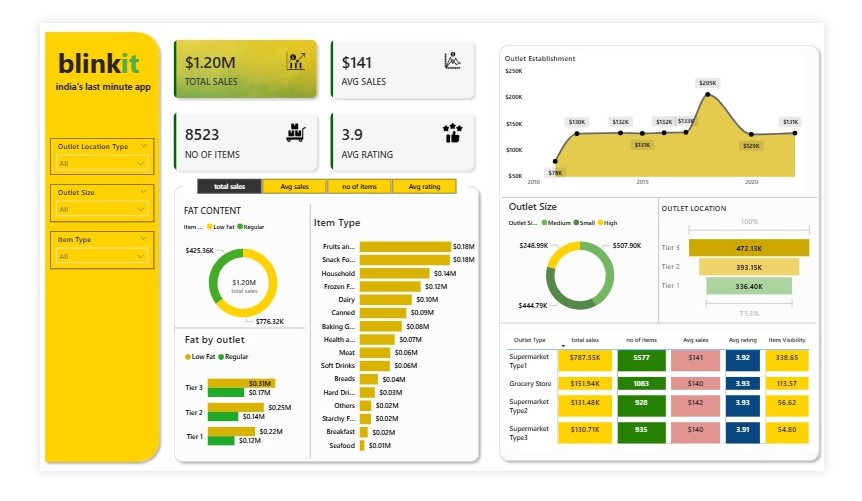 blinkit
india's last minute app
Outlet Location Type
All
Outlet Size
All
Item Type
All
$1.20M
TOTAL SALES
$141
AVG SALES
8523
NO OF ITEMS
3.9
AVG RATING
total sales
Avg sales
no of items
Avg rating
FAT CONTENT
Item ... Low Fat Regular
$425.36K
$1.20M
total sales
$776.32K
Fat by outlet
Low Fat Regular
Tier 3 $0.31M
$0.17M
Tier 2 $0.25M
$0.14M
Tier 1 $0.22M
$0.12M
Item Type
Fruits an... $0.18M
Snack Fo... $0.18M
Household $0.14M
Frozen F... $0.12M
Dairy $0.10M
Canned $0.09M
Baking G... $0.08M
Health a... $0.07M
Meat $0.06M
Soft Drinks $0.06M
Breads $0.04M
Hard Dri... $0.03M
Others $0.02M
Starchy F... $0.02M
Breakfast $0.02M
Seafood $0.01M
Outlet Establishment
$250K
$200K
$150K
$100K
$50K
$78K
$130K
$132K
$131K
$132K
$133K
$205K
$129K
$131K
2010 2015 2020
Outlet Size
Outlet Si... Medium Small High
$248.99K
$507.90K
$444.79K
OUTLET LOCATION
100%
Tier 3 472.13K
Tier 2 393.15K
Tier 1 336.40K
71.3%
Outlet Type total sales no of items Avg sales Avg rating Item Visibility
Supermarket Type1 $787.55K 5577 $141 3.92 338.65
Grocery Store $151.94K 1083 $140 3.93 113.57
Supermarket Type2 $131.48K 928 $142 3.93 56.62
Supermarket Type3 $130.71K 935 $140 3.91 54.80